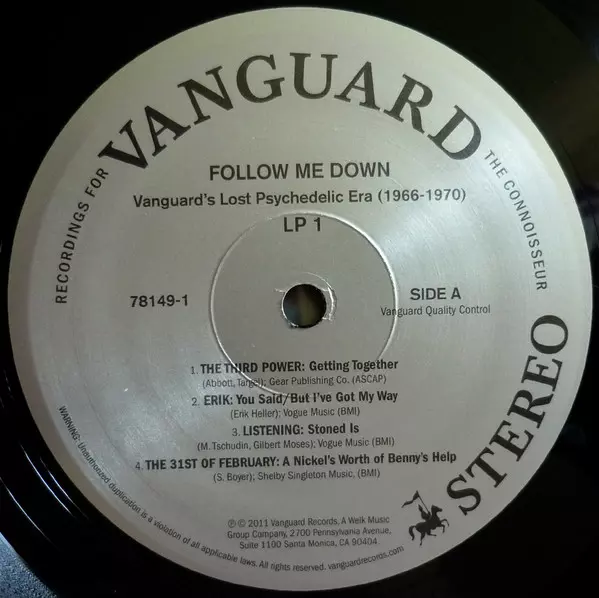 RECORDINGS FOR
VANGUARD
THE CONNOISSEUR
FOLLOW ME DOWN
Vanguard's Lost Psychedelic Era (1966-1970)
LP 1
78149-1
SIDE A
Vanguard Quality Control
1. THE THIRD POWER: Getting Together
(Abbott, Targel); Gear Publishing Co. (ASCAP)
2. ERIK: You Said/But I've Got My Way
(Erik Heller); Vogue Music (BMI)
3. LISTENING: Stoned Is
(M. Tschudin, Gilbert Moses); Vogue Music (BMI)
4. THE 31ST OF FEBRUARY: A Nickel's Worth of Benny's Help
(S. Boyer); Shelby Singleton Music, (BMI)
STEREO
℗ © 2011 Vanguard Records, A Welk Music
Group Company, 2700 Pennsylvania Avenue,
Suite 1100 Santa Monica, CA 90404.
WARNING: Unauthorized duplication is a violation of all applicable laws. All rights reserved. vanguardrecords.com